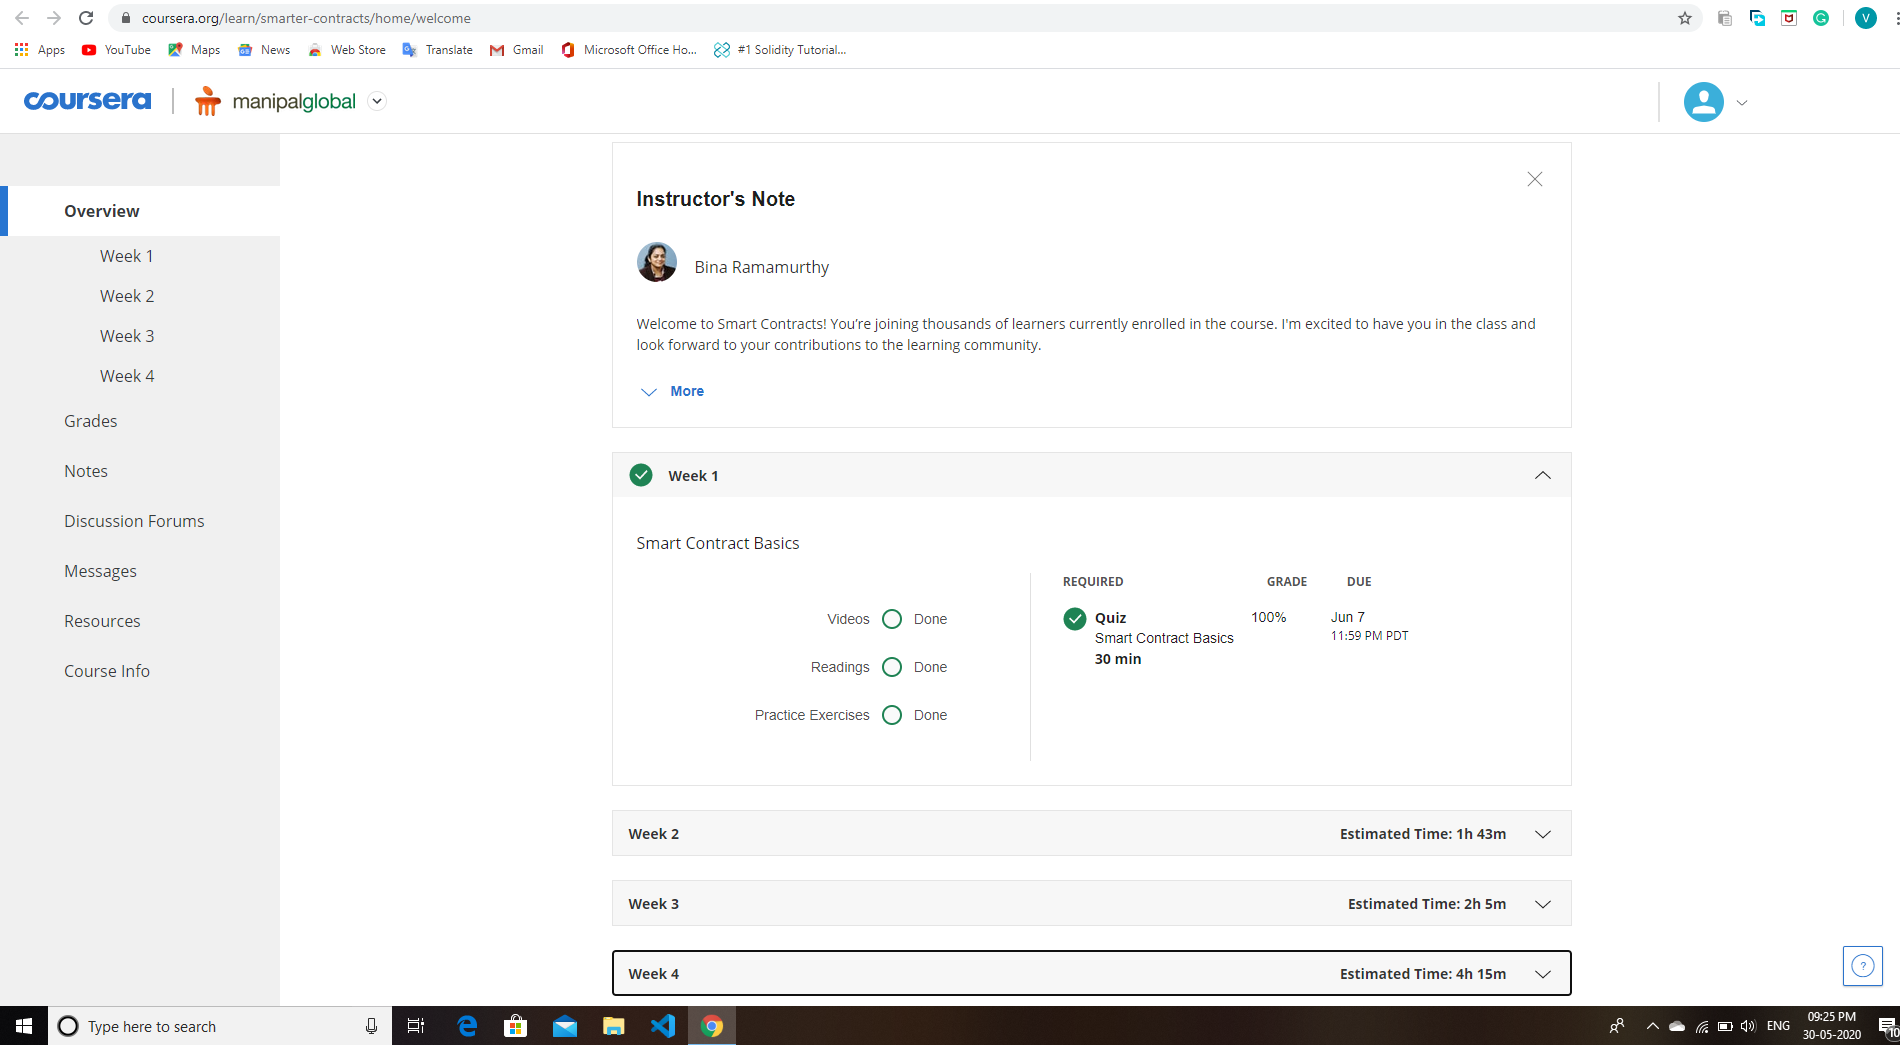 coursera.org/learn/smarter-contracts/home/welcome
V
Apps YouTube Maps News Web Store Translate Gmail Microsoft Office Ho... #1 Solidity Tutorial...
coursera manipalglobal
Overview
Week 1
Week 2
Week 3
Week 4
Grades
Notes
Discussion Forums
Messages
Resources
Course Info
Instructor's Note
Bina Ramamurthy
Welcome to Smart Contracts! You’re joining thousands of learners currently enrolled in the course. I'm excited to have you in the class and
look forward to your contributions to the learning community.
More
Week 1
Smart Contract Basics
Videos Done
Readings Done
Practice Exercises Done
REQUIRED GRADE DUE
Quiz 100% Jun 7
Smart Contract Basics 11:59 PM PDT
30 min
Week 2 Estimated Time: 1h 43m
Week 3 Estimated Time: 2h 5m
Week 4 Estimated Time: 4h 15m
?
Type here to search
ENG
09:25 PM
30-05-2020
10